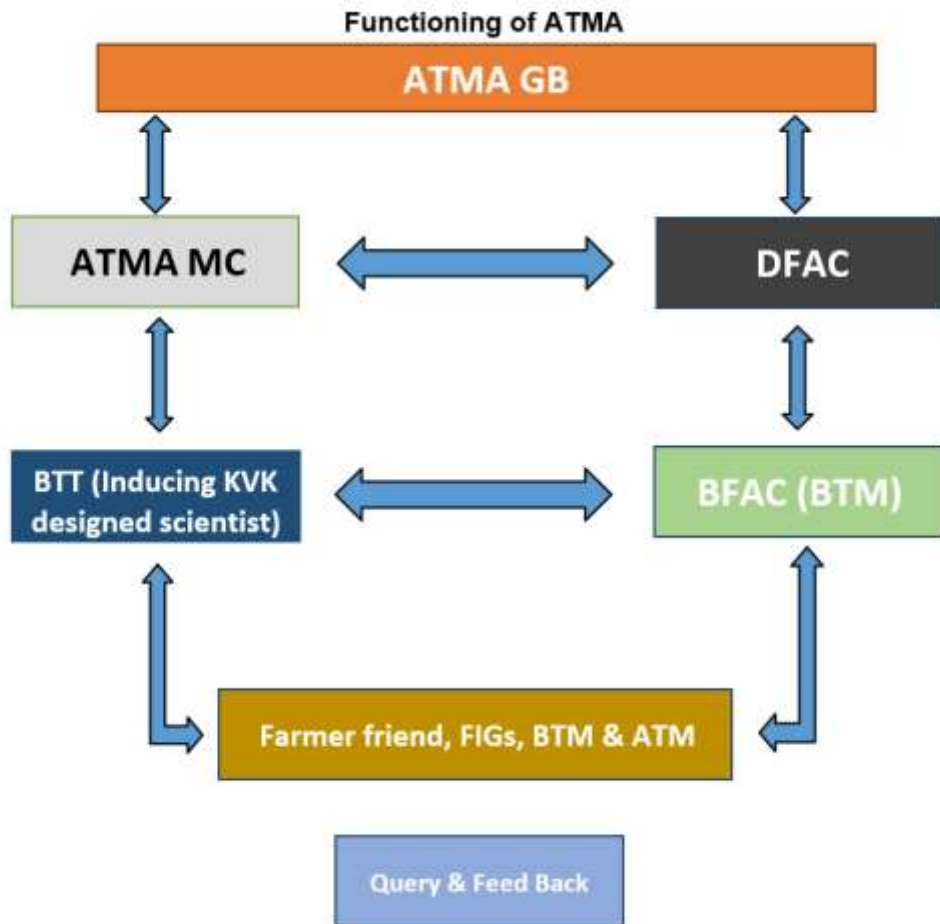 Functioning of ATMA
ATMA GB
ATMA MC
DFAC
BTT (Inducing KVK
designed scientist)
BFAC (BTM)
Farmer friend, FIGs, BTM & ATM
Query & Feed Back